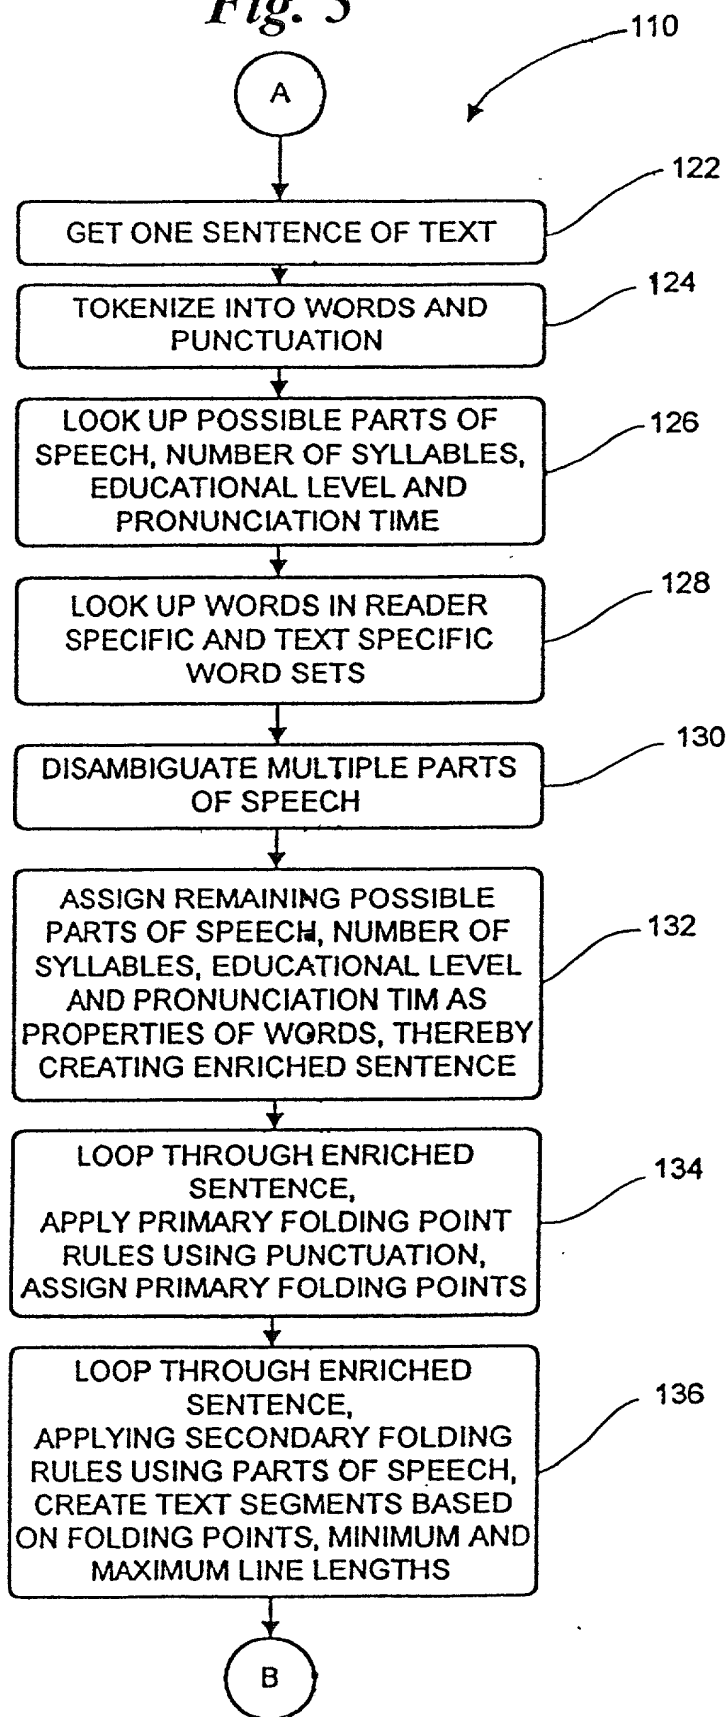 Fig. 5
110
A
122
GET ONE SENTENCE OF TEXT
124
TOKENIZE INTO WORDS AND
PUNCTUATION
126
LOOK UP POSSIBLE PARTS OF
SPEECH, NUMBER OF SYLLABLES,
EDUCATIONAL LEVEL AND
PRONUNCIATION TIME
128
LOOK UP WORDS IN READER
SPECIFIC AND TEXT SPECIFIC
WORD SETS
130
DISAMBIGUATE MULTIPLE PARTS
OF SPEECH
132
ASSIGN REMAINING POSSIBLE
PARTS OF SPEECH, NUMBER OF
SYLLABLES, EDUCATIONAL LEVEL
AND PRONUNCIATION TIM AS
PROPERTIES OF WORDS, THEREBY
CREATING ENRICHED SENTENCE
134
LOOP THROUGH ENRICHED
SENTENCE,
APPLY PRIMARY FOLDING POINT
RULES USING PUNCTUATION,
ASSIGN PRIMARY FOLDING POINTS
136
LOOP THROUGH ENRICHED
SENTENCE,
APPLYING SECONDARY FOLDING
RULES USING PARTS OF SPEECH,
CREATE TEXT SEGMENTS BASED
ON FOLDING POINTS, MINIMUM AND
MAXIMUM LINE LENGTHS
B